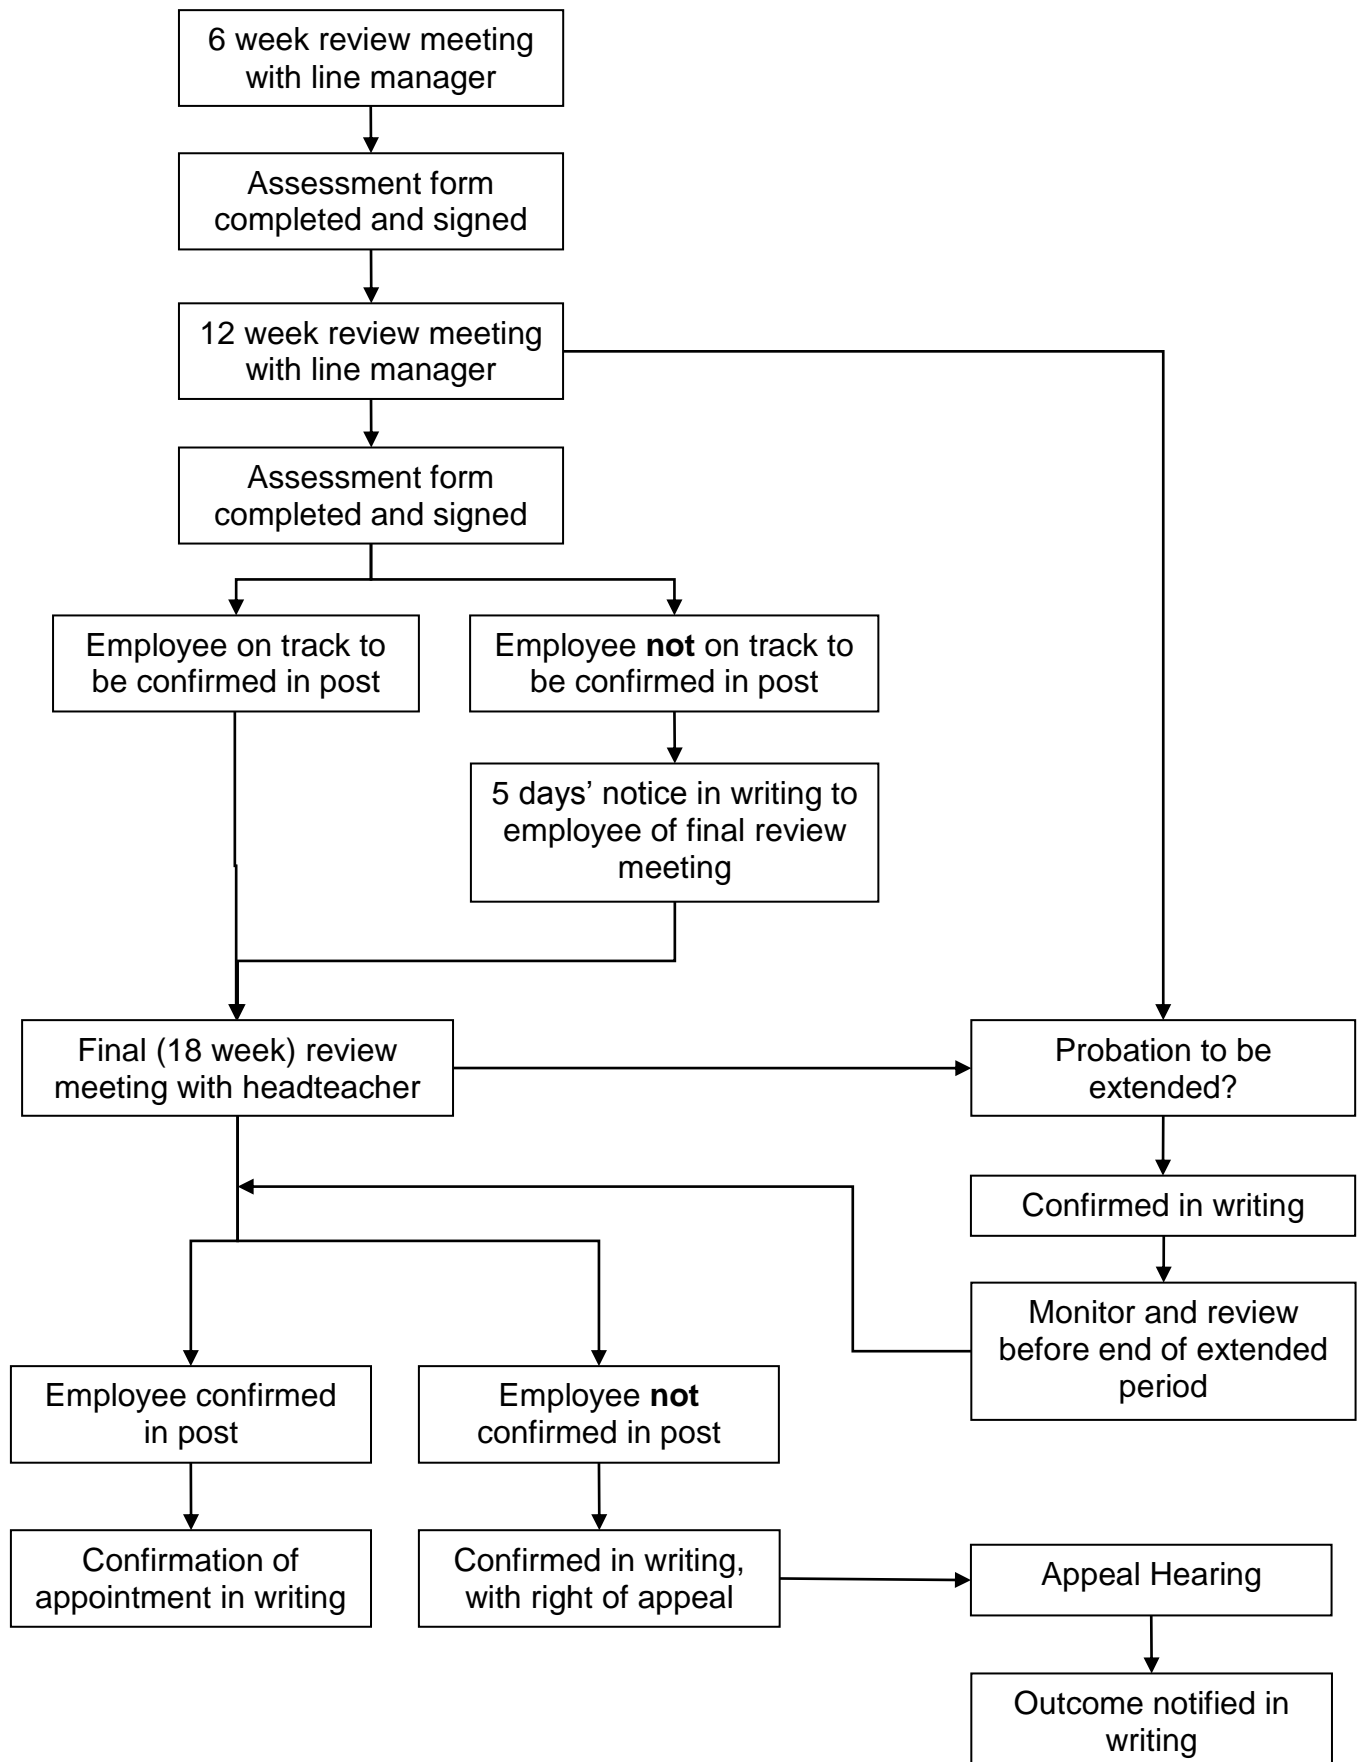 6 week review meeting
with line manager
Assessment form
completed and signed
12 week review meeting
with line manager
Assessment form
completed and signed
Employee on track to
be confirmed in post
Employee not on track to
be confirmed in post
5 days’ notice in writing to
employee of final review
meeting
Final (18 week) review
meeting with headteacher
Probation to be
extended?
Confirmed in writing
Monitor and review
before end of extended
period
Employee confirmed
in post
Employee not
confirmed in post
Confirmation of
appointment in writing
Confirmed in writing,
with right of appeal
Appeal Hearing
Outcome notified in
writing